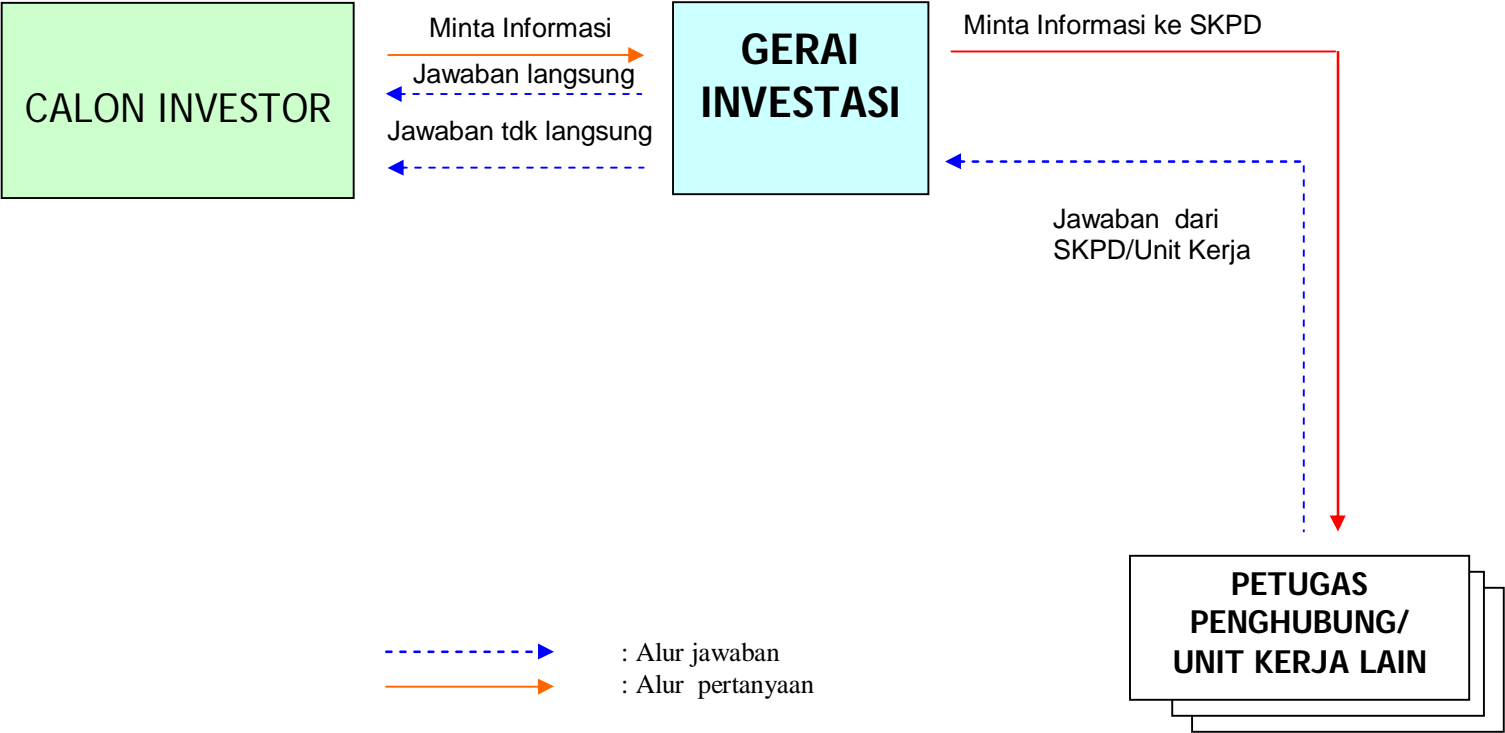 CALON INVESTOR
Minta Informasi
Jawaban langsung
Jawaban tdk langsung
GERAI
INVESTASI
Minta Informasi ke SKPD
Jawaban dari
SKPD/Unit Kerja
PETUGAS
PENGHUBUNG/
UNIT KERJA LAIN
: Alur jawaban
: Alur pertanyaan